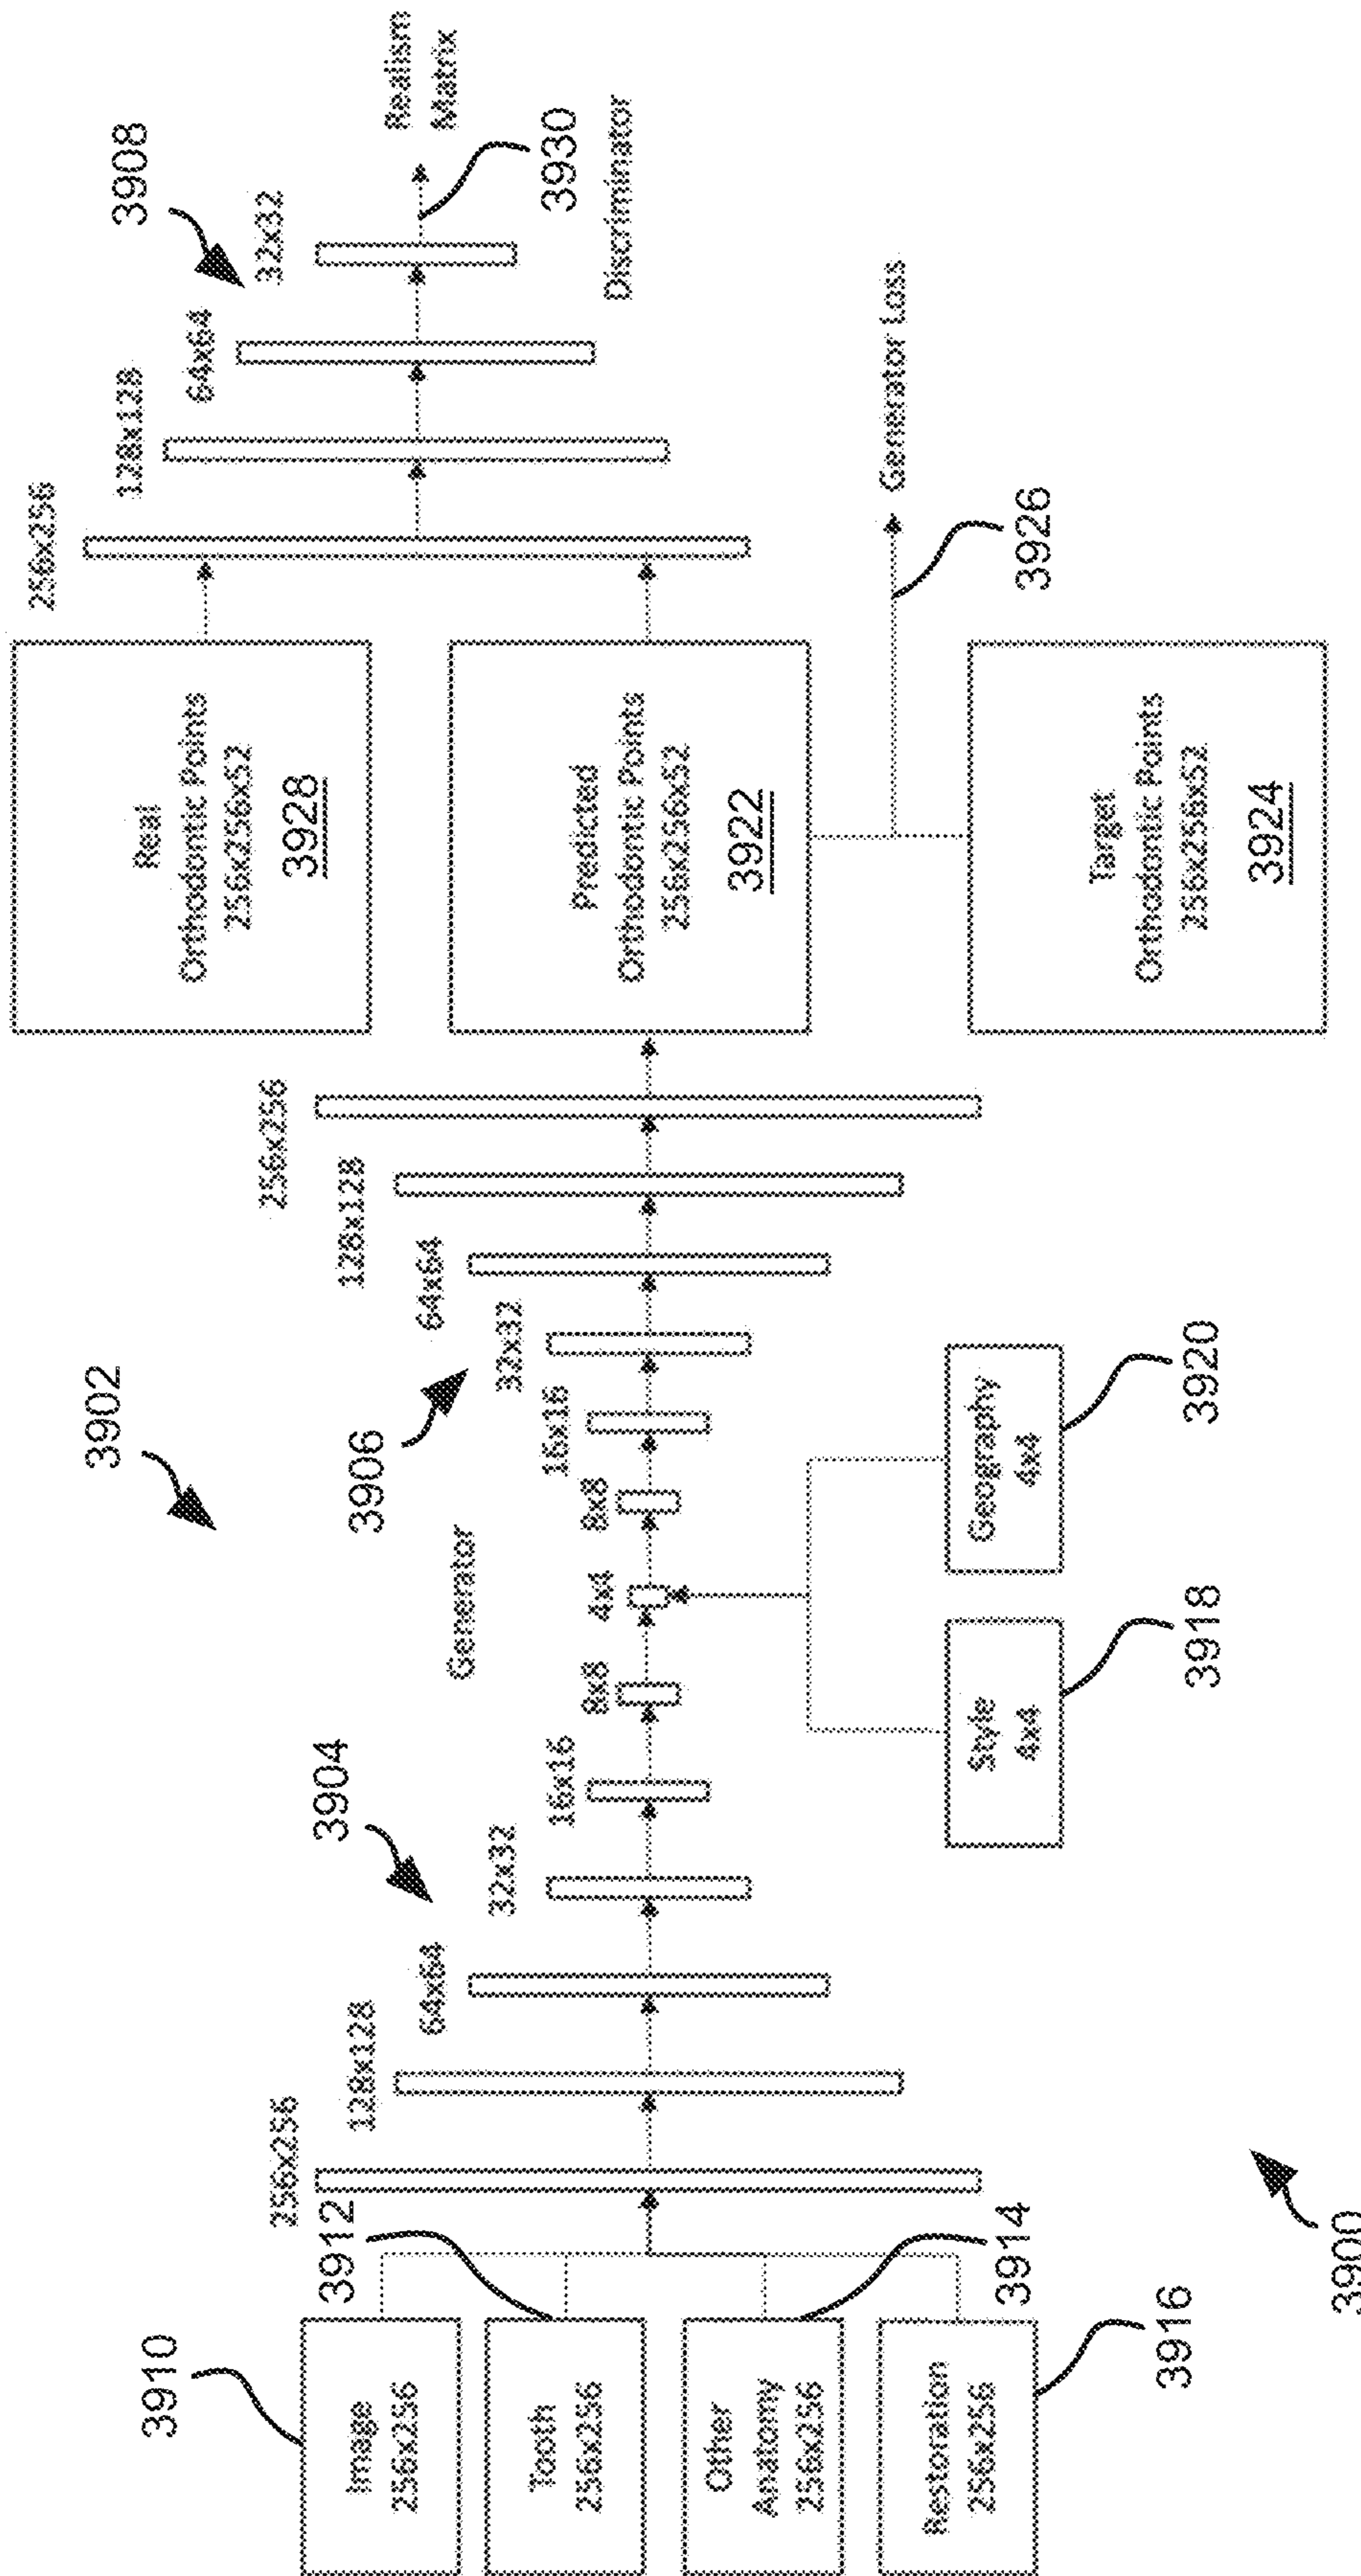 3910
Image
256x256
3912
Tooth
256x256
Other
Anatomy
256x256
3914
Restoration
256x256
3916
3900
256x256
128x128
64x64
3904
32x32
16x16
8x8
4x4
8x8
16x16
32x32
64x64
128x128
256x256
Generator
3902
3906
Style
4x4
3918
Geography
4x4
3920
Real
Orthodontic Points
256x256x52
3928
Predicted
Orthodontic Points
256x256x52
3922
Target
Orthodontic Points
256x256x52
3924
3926
Generator Loss
256x256
128x128
64x64
32x32
3908
Realism
Matrix
3930
Discriminator